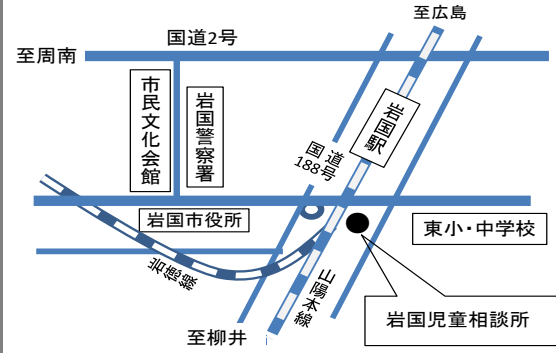 至広島
国道2号
至周南
市民文化会館
岩国警察署
岩国駅
国道
188号
岩国市役所
東小・中学校
岩徳線
山陽本線
岩国児童相談所
至柳井